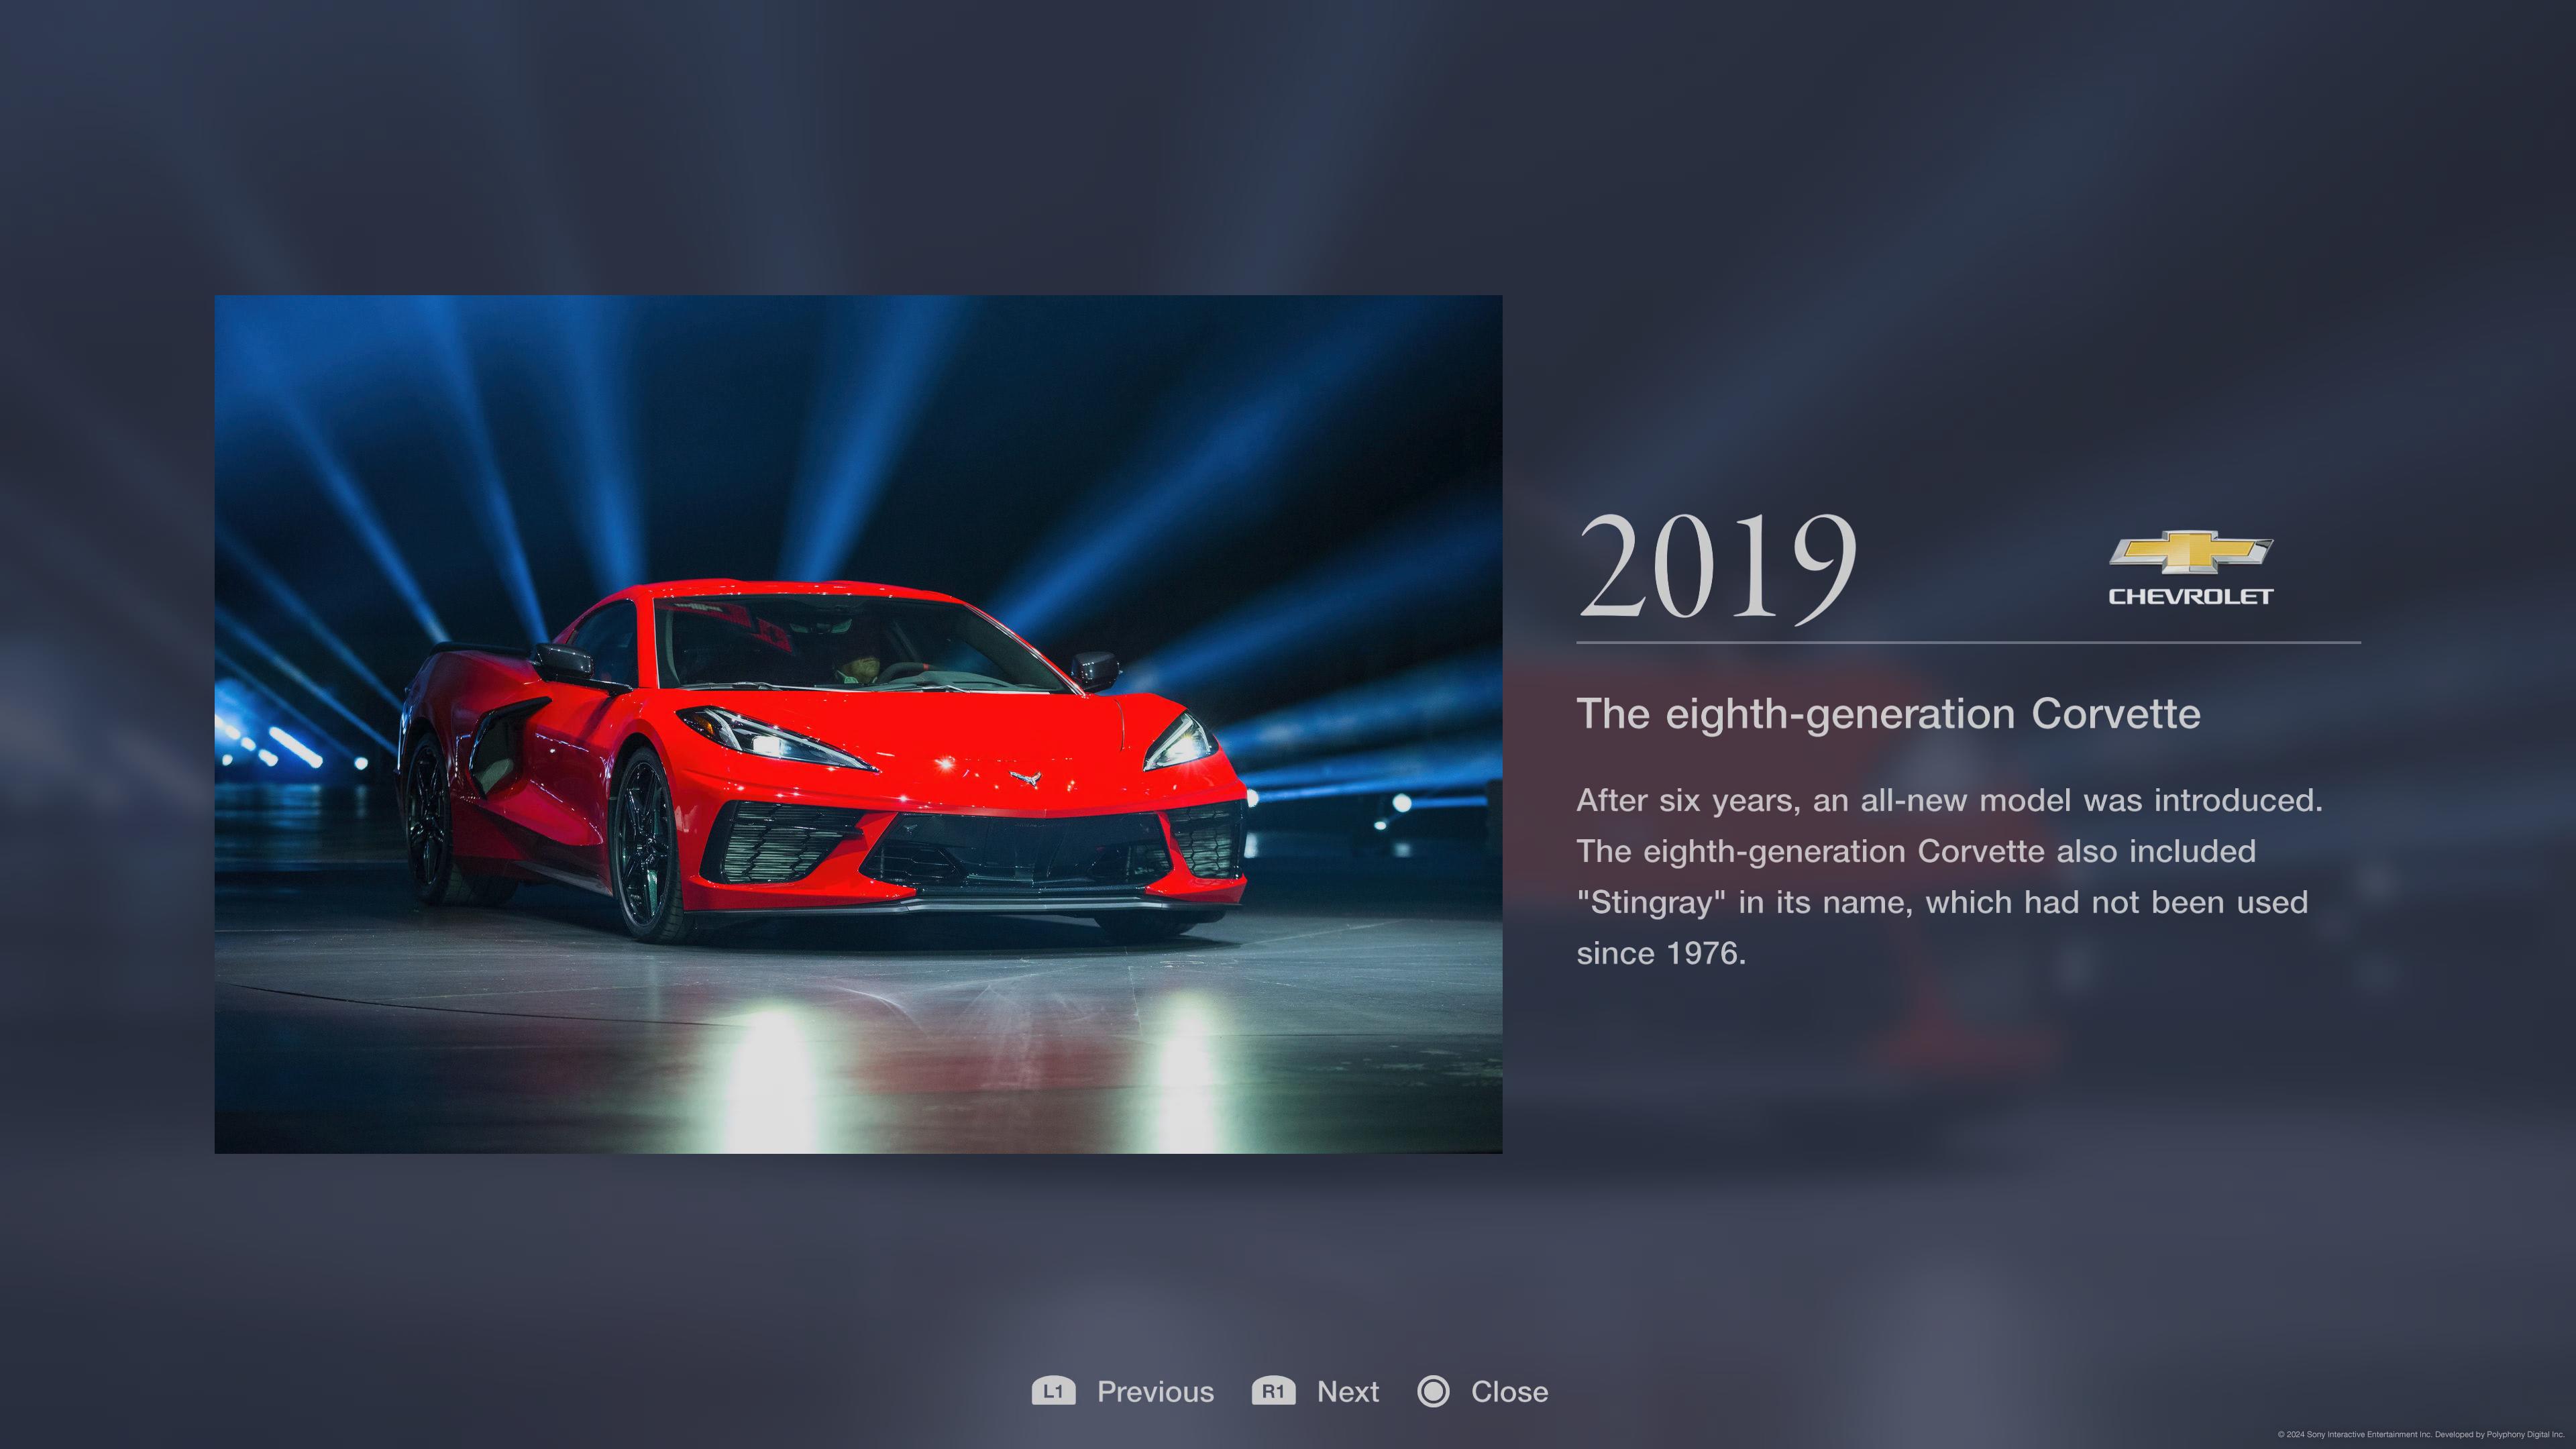 2019
CHEVROLET
The eighth-generation Corvette
After six years, an all-new model was introduced.
The eighth-generation Corvette also included
"Stingray" in its name, which had not been used
since 1976.
L1 Previous R1 Next Close
© 2024 Sony Interactive Entertainment Inc. Developed by Polyphony Digital Inc.